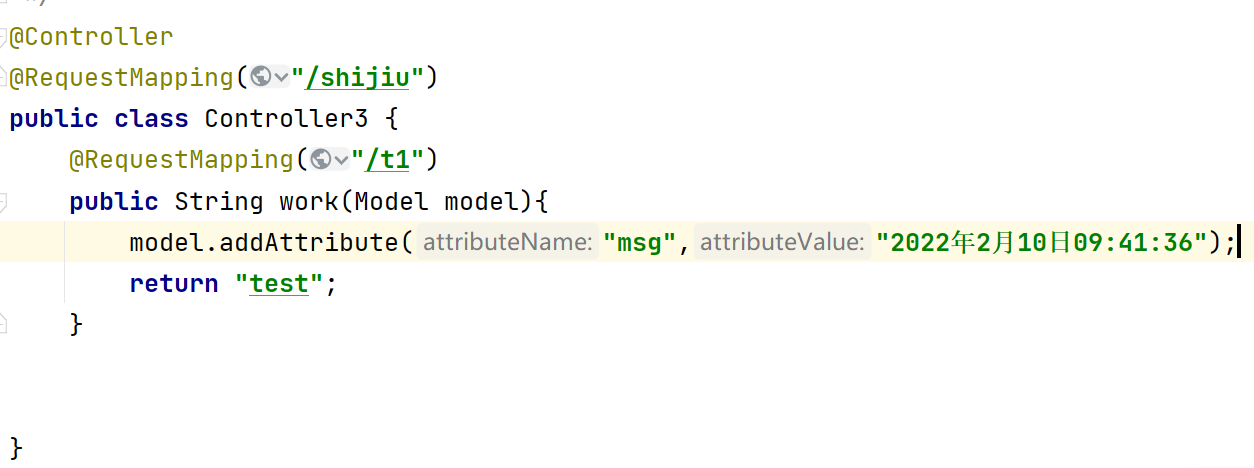 */
@Controller
@RequestMapping("/shijiu")
public class Controller3 {
@RequestMapping("/t1")
public String work(Model model){
model.addAttribute( attributeName: "msg", attributeValue: "2022年2月10日09:41:36");
return "test";
}
}